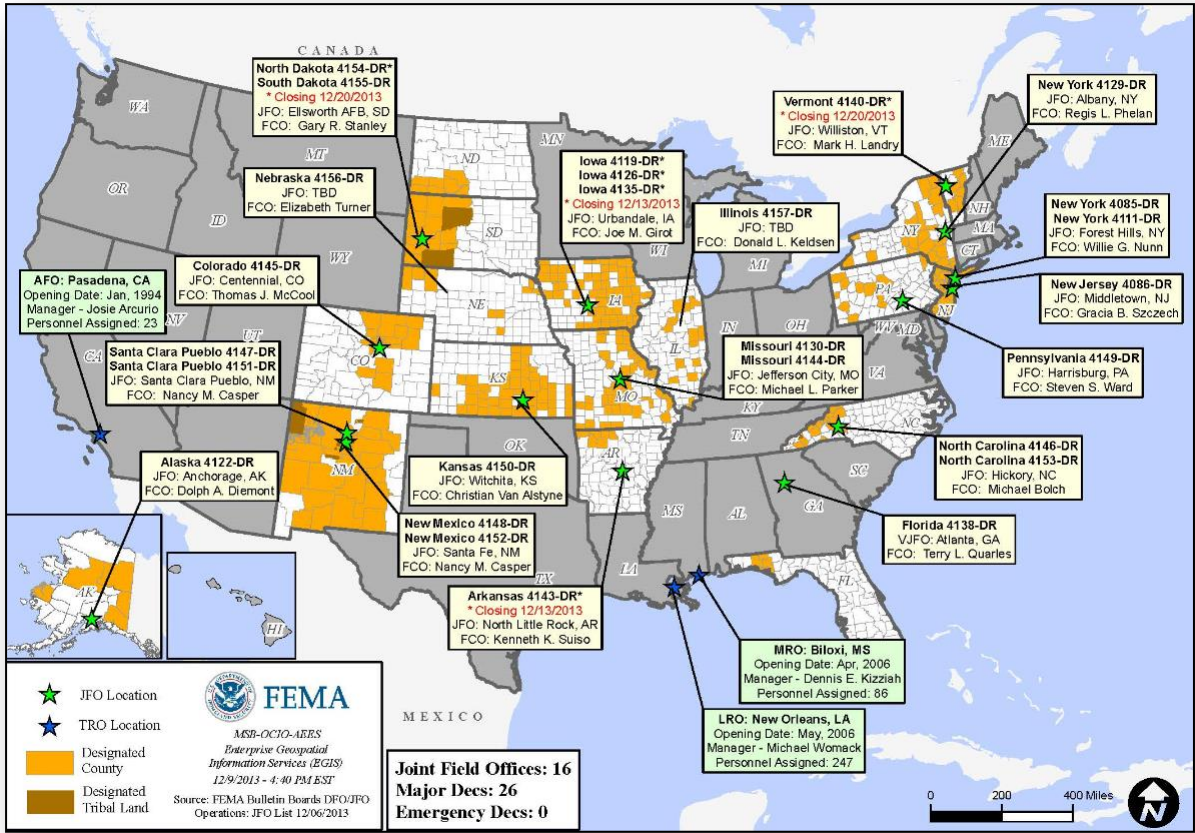 CANADA
North Dakota 4154-DR*
South Dakota 4155-DR
* Closing 12/20/2013
JFO: Ellsworth AFB, SD
FCO: Gary R. Stanley
Vermont 4140-DR*
* Closing 12/20/2013
JFO: Williston, VT
FCO: Mark H. Landry
New York 4129-DR
JFO: Albany, NY
FCO: Regis L. Phelan
Nebraska 4156-DR
JFO: TBD
FCO: Elizabeth Turner
Iowa 4119-DR*
Iowa 4126-DR*
Iowa 4135-DR*
* Closing 12/13/2013
JFO: Urbandale, IA
FCO: Joe M. Girot
Illinois 4157-DR
JFO: TBD
FCO: Donald L. Keldsen
New York 4085-DR
New York 4111-DR
JFO: Forest Hills, NY
FCO: Willie G. Nunn
AFO: Pasadena, CA
Opening Date: Jan, 1994
Manager - Josie Arcurio
Personnel Assigned: 23
Colorado 4145-DR
JFO: Centennial, CO
FCO: Thomas J. McCool
New Jersey 4086-DR
JFO: Middletown, NJ
FCO: Gracia B. Szczech
Santa Clara Pueblo 4147-DR
Santa Clara Pueblo 4151-DR
JFO: Santa Clara Pueblo, NM
FCO: Nancy M. Casper
Missouri 4130-DR
Missouri 4144-DR
JFO: Jefferson City, MO
FCO: Michael L. Parker
Pennsylvania 4149-DR
JFO: Harrisburg, PA
FCO: Steven S. Ward
Alaska 4122-DR
JFO: Anchorage, AK
FCO: Dolph A. Diemont
Kansas 4150-DR
JFO: Witchita, KS
FCO: Christian Van Alstyne
North Carolina 4146-DR
North Carolina 4153-DR
JFO: Hickory, NC
FCO: Michael Bolch
New Mexico 4148-DR
New Mexico 4152-DR
JFO: Santa Fe, NM
FCO: Nancy M. Casper
Florida 4138-DR
VJFO: Atlanta, GA
FCO: Terry L. Quarles
Arkansas 4143-DR*
* Closing 12/13/2013
JFO: North Little Rock, AR
FCO: Kenneth K. Suiso
MRO: Biloxi, MS
Opening Date: Apr, 2006
Manager - Dennis E. Kizziah
Personnel Assigned: 86
LRO: New Orleans, LA
Opening Date: May, 2006
Manager - Michael Womack
Personnel Assigned: 247
WA
OR
ID
MT
WY
NV
UT
CA
CO
NM
ND
SD
NE
KS
OK
TX
MN
IA
MO
AR
LA
WI
IL
MI
IN
OH
KY
TN
MS
AL
GA
FL
SC
NC
VA
WV
MD
PA
NJ
NY
CT
MA
NH
ME
AK
HI
MEXICO
JFO Location
TRO Location
Designated
County
Designated
Tribal Land
FEMA
MSB-OCIO-AEES
Enterprise Geospatial
Information Services (EGIS)
12/9/2013 - 4:40 PM EST
Source: FEMA Bulletin Boards DFO/JFO
Operations: JFO List 12/06/2013
Joint Field Offices: 16
Major Decs: 26
Emergency Decs: 0
0 200 400 Miles
N